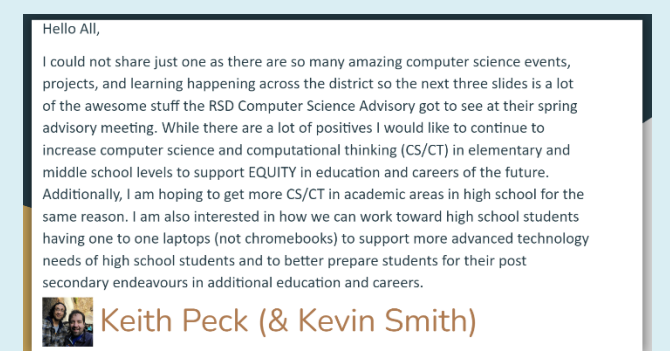 Hello All,
I could not share just one as there are so many amazing computer science events,
projects, and learning happening across the district so the next three slides is a lot
of the awesome stuff the RSD Computer Science Advisory got to see at their spring
advisory meeting. While there are a lot of positives I would like to continue to
increase computer science and computational thinking (CS/CT) in elementary and
middle school levels to support EQUITY in education and careers of the future.
Additionally, I am hoping to get more CS/CT in academic areas in high school for the
same reason. I am also interested in how we can work toward high school students
having one to one laptops (not chromebooks) to support more advanced technology
needs of high school students and to better prepare students for their post
secondary endeavours in additional education and careers.
Keith Peck (& Kevin Smith)